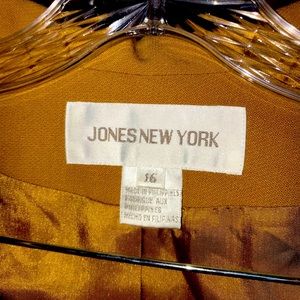 JONES NEW YORK
16
MADE IN PHILIPPINES
FABRIQUE AUX
PHILIPPINES
HECHO EN FILIPINAS